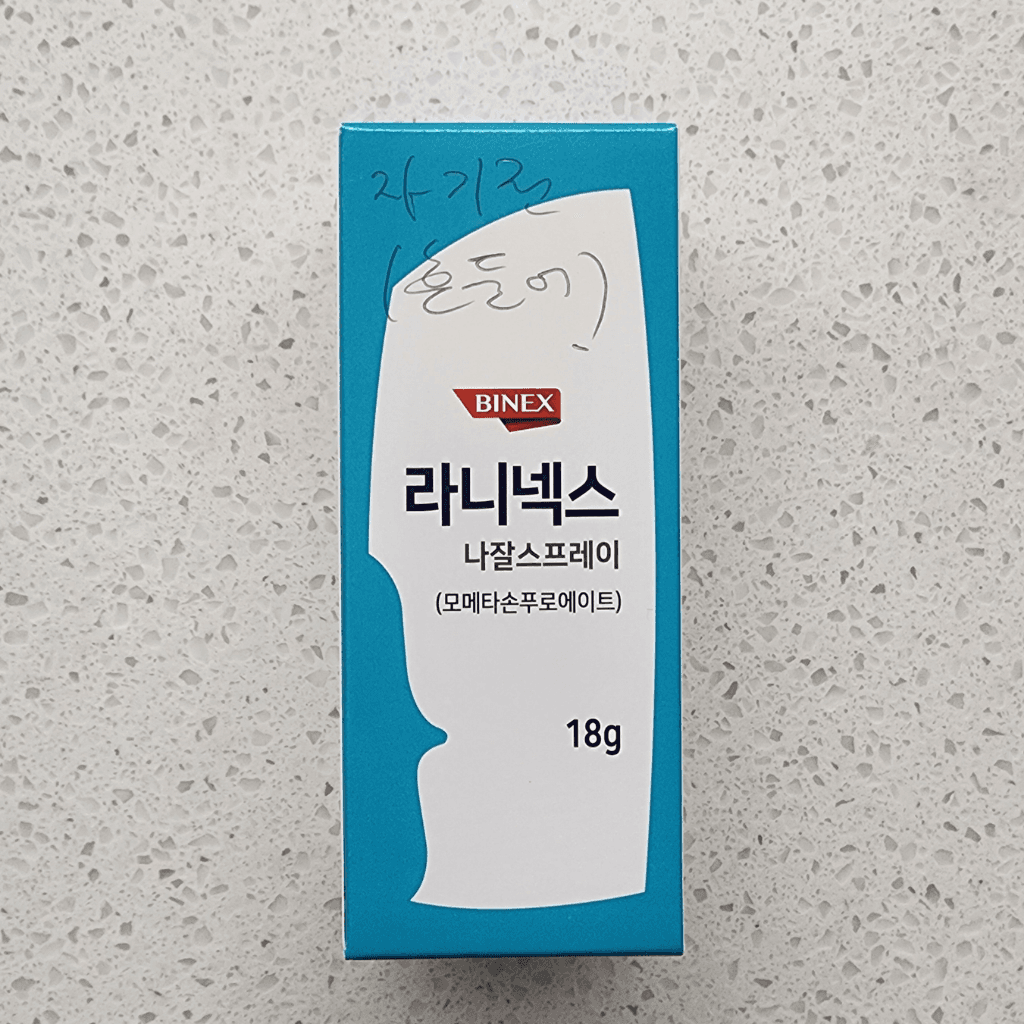 자기전
(흔들어)
BINEX
라니넥스
나잘스프레이
(모메타손푸로에이트)
18g